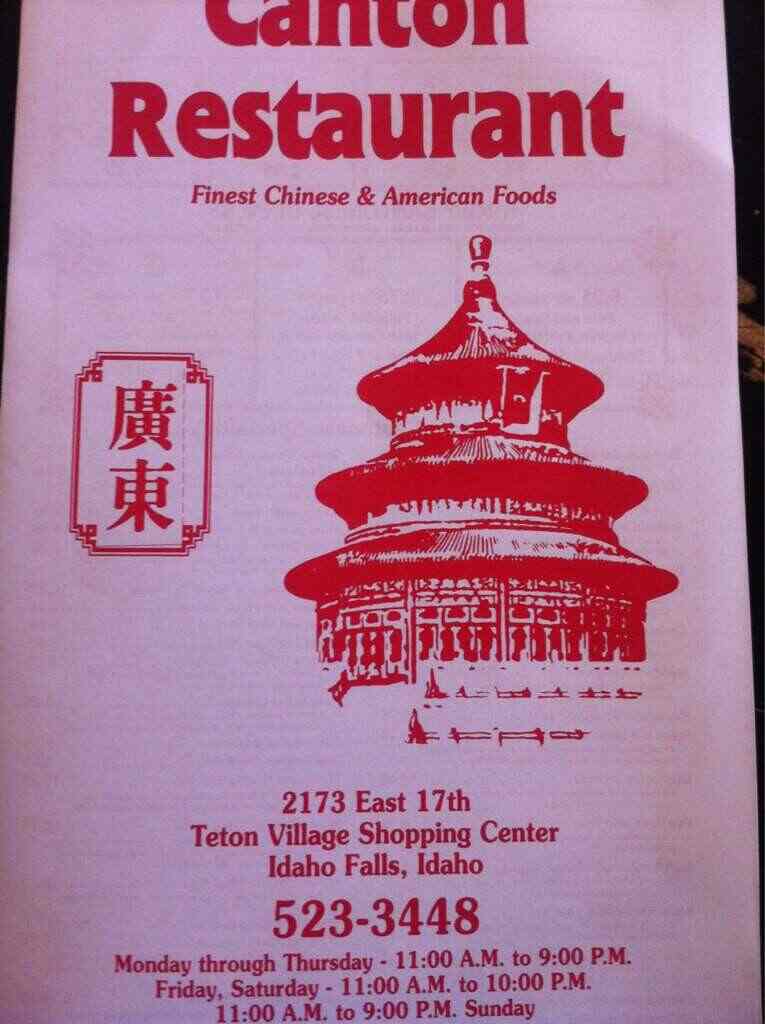 Canton
Restaurant
Finest Chinese & American Foods
廣
東
2173 East 17th
Teton Village Shopping Center
Idaho Falls, Idaho
523-3448
Monday through Thursday - 11:00 A.M. to 9:00 P.M.
Friday, Saturday - 11:00 A.M. to 10:00 P.M.
11:00 A.M. to 9:00 P.M. Sunday